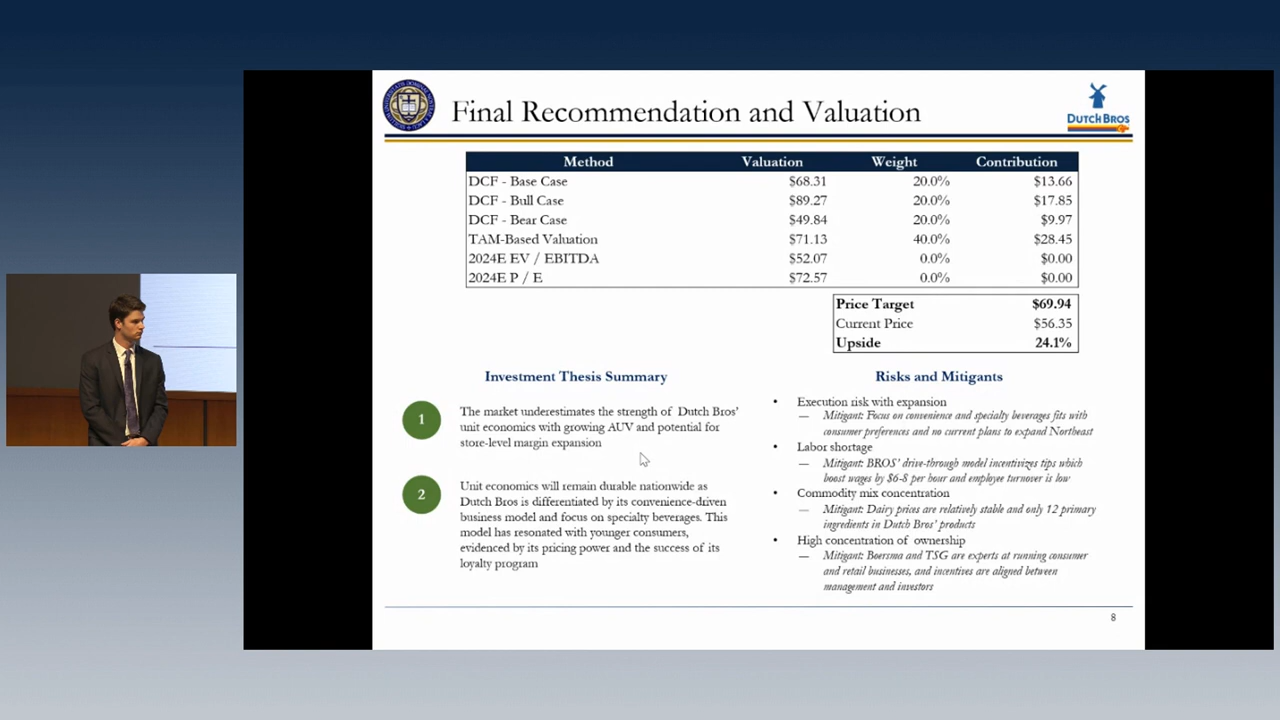 Final Recommendation and Valuation
DUTCH BROS
Method Valuation Weight Contribution
DCF - Base Case $68.31 20.0% $13.66
DCF - Bull Case $89.27 20.0% $17.85
DCF - Bear Case $49.84 20.0% $9.97
TAM-Based Valuation $71.13 40.0% $28.45
2024E EV / EBITDA $52.07 0.0% $0.00
2024E P / E $72.57 0.0% $0.00
Price Target $69.94
Current Price $56.35
Upside 24.1%
Investment Thesis Summary
1
The market underestimates the strength of Dutch Bros’
unit economics with growing AUV and potential for
store-level margin expansion
2
Unit economics will remain durable nationwide as
Dutch Bros is differentiated by its convenience-driven
business model and focus on specialty beverages. This
model has resonated with younger consumers,
evidenced by its pricing power and the success of its
loyalty program
Risks and Mitigants
• Execution risk with expansion
— Mitigant: Focus on convenience and specialty beverages fits with
consumer preferences and no current plans to expand Northeast
• Labor shortage
— Mitigant: BROS’ drive-through model incentivizes tips which
boost wages by $6-8 per hour and employee turnover is low
• Commodity mix concentration
— Mitigant: Dairy prices are relatively stable and only 12 primary
ingredients in Dutch Bros’ products
• High concentration of ownership
— Mitigant: Boersma and TSG are experts at running consumer
and retail businesses, and incentives are aligned between
management and investors
8